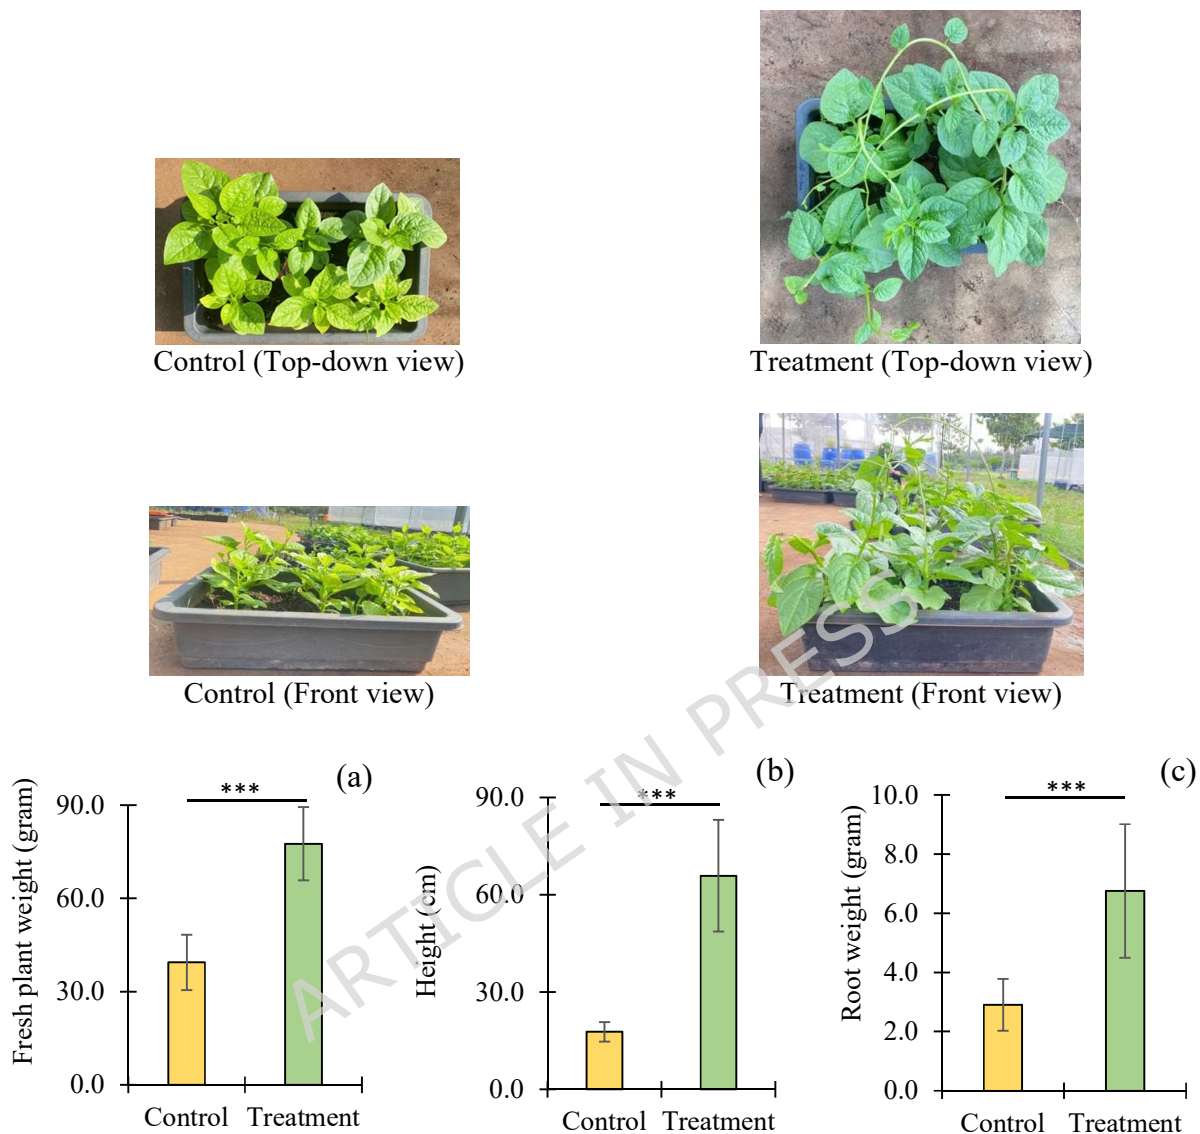 Control (Top-down view)
Treatment (Top-down view)
Control (Front view)
Treatment (Front view)
ARTICLE IN PRESS
(a)
***
Fresh plant weight (gram)
90.0
60.0
30.0
0.0
Control
Treatment
(b)
***
Height (cm)
90.0
60.0
30.0
0.0
Control
Treatment
(c)
***
Root weight (gram)
10.0
8.0
6.0
4.0
2.0
0.0
Control
Treatment